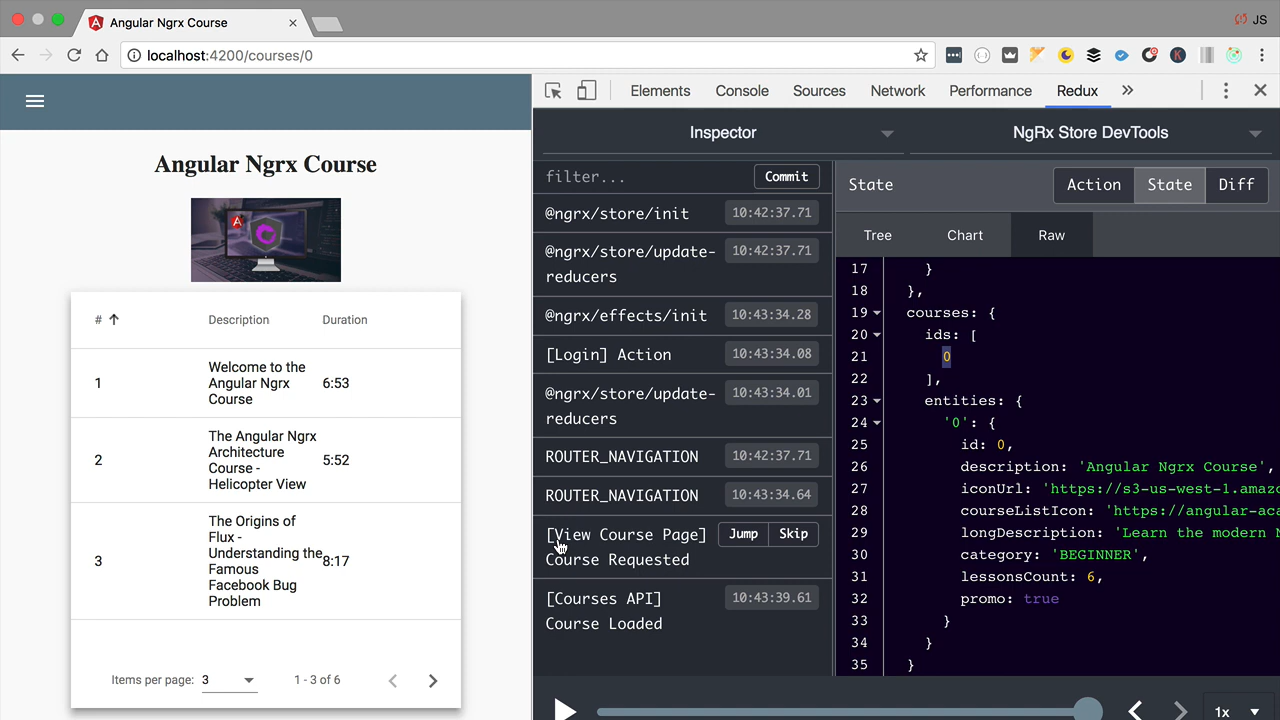 Angular Ngrx Course
JS
localhost:4200/courses/0
Elements Console Sources Network Performance Redux
Inspector NgRx Store DevTools
Angular Ngrx Course
# Description Duration
1 Welcome to the
Angular Ngrx
Course 6:53
2 The Angular Ngrx
Architecture
Course -
Helicopter View 5:52
3 The Origins of
Flux -
Understanding the
Famous
Facebook Bug
Problem 8:17
Items per page: 3 1 - 3 of 6
filter... Commit
@ngrx/store/init 10:42:37.71
@ngrx/store/update-
reducers 10:42:37.71
@ngrx/effects/init 10:43:34.28
[Login] Action 10:43:34.08
@ngrx/store/update-
reducers 10:43:34.01
ROUTER_NAVIGATION 10:42:37.71
ROUTER_NAVIGATION 10:43:34.64
[View Course Page] Jump Skip
Course Requested
[Courses API] 10:43:39.61
Course Loaded
State Action State Diff
Tree Chart Raw
17 }
18 },
19 courses: {
20 ids: [
21 0
22 ],
23 entities: {
24 '0': {
25 id: 0,
26 description: 'Angular Ngrx Course',
27 iconUrl: 'https://s3-us-west-1.amazo
28 courseListIcon: 'https://angular-aca
29 longDescription: 'Learn the modern N
30 category: 'BEGINNER',
31 lessonsCount: 6,
32 promo: true
33 }
34 }
35 }
1x